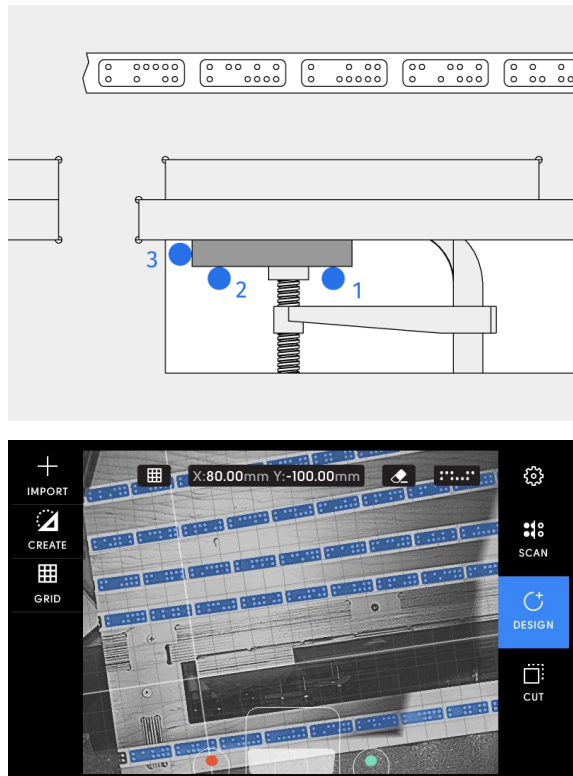 3
2
1
X:80.00mm Y:-100.00mm
IMPORT
CREATE
GRID
SCAN
DESIGN
CUT